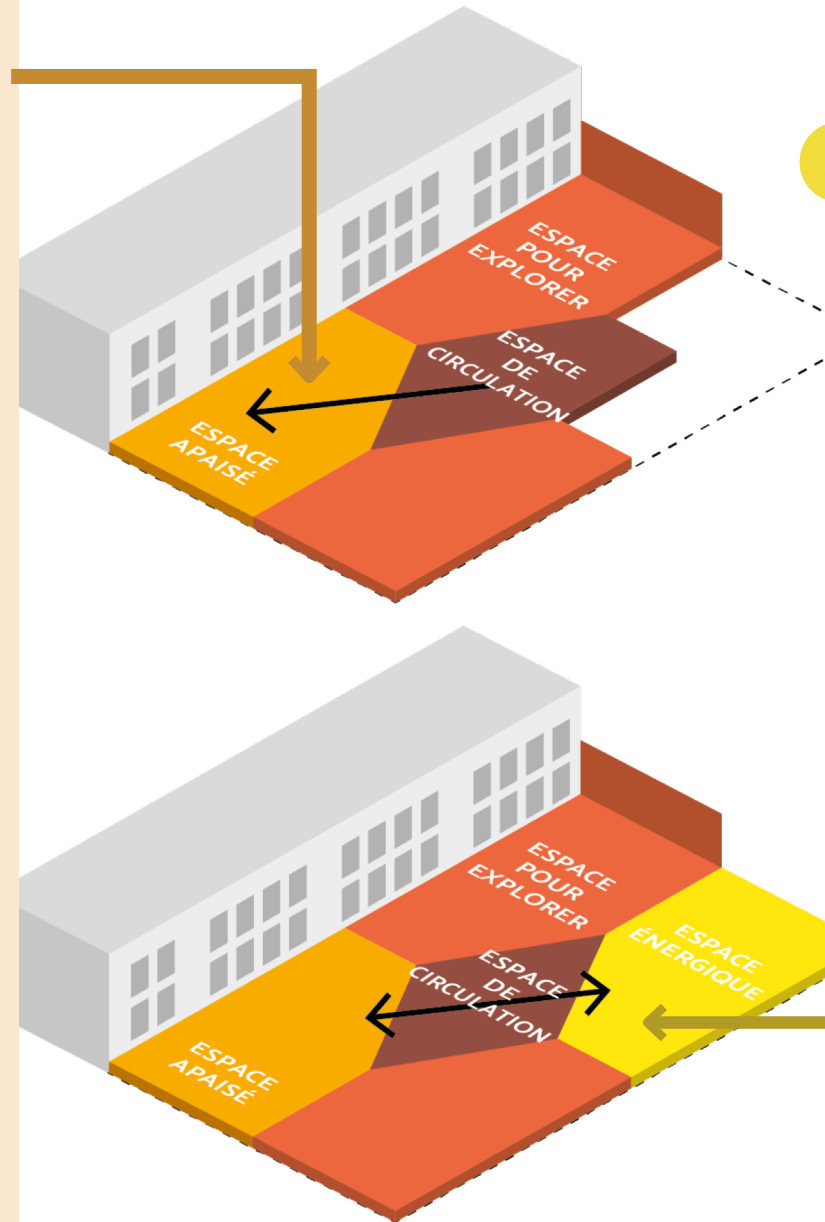 ESPACE
POUR
EXPLORER
ESPACE
DE
CIRCULATION
ESPACE
APAISÉ
ESPACE
POUR
EXPLORER
ESPACE
ÉNERGIQUE
ESPACE
DE
CIRCULATION
ESPACE
APAISÉ